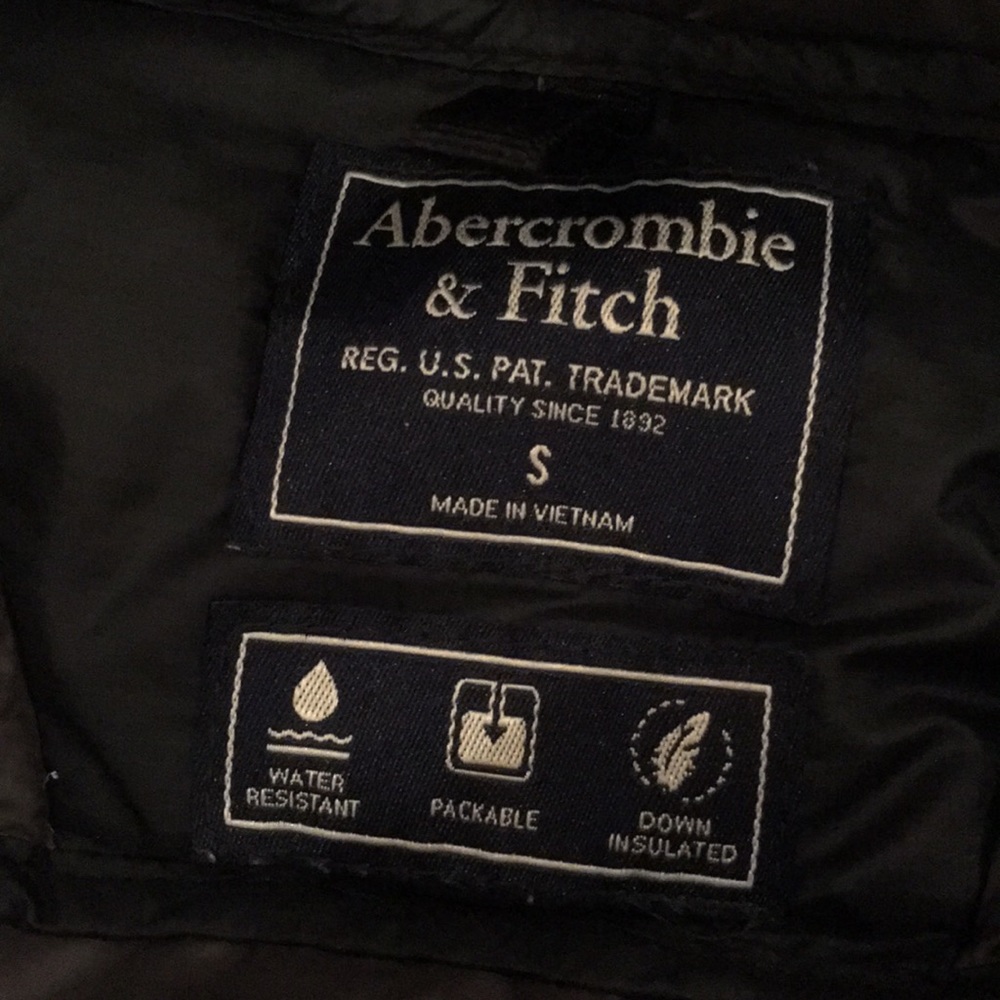 Abercrombie
& Fitch
REG. U.S. PAT. TRADEMARK
QUALITY SINCE 1892
S
MADE IN VIETNAM
WATER
RESISTANT
PACKABLE
DOWN
INSULATED